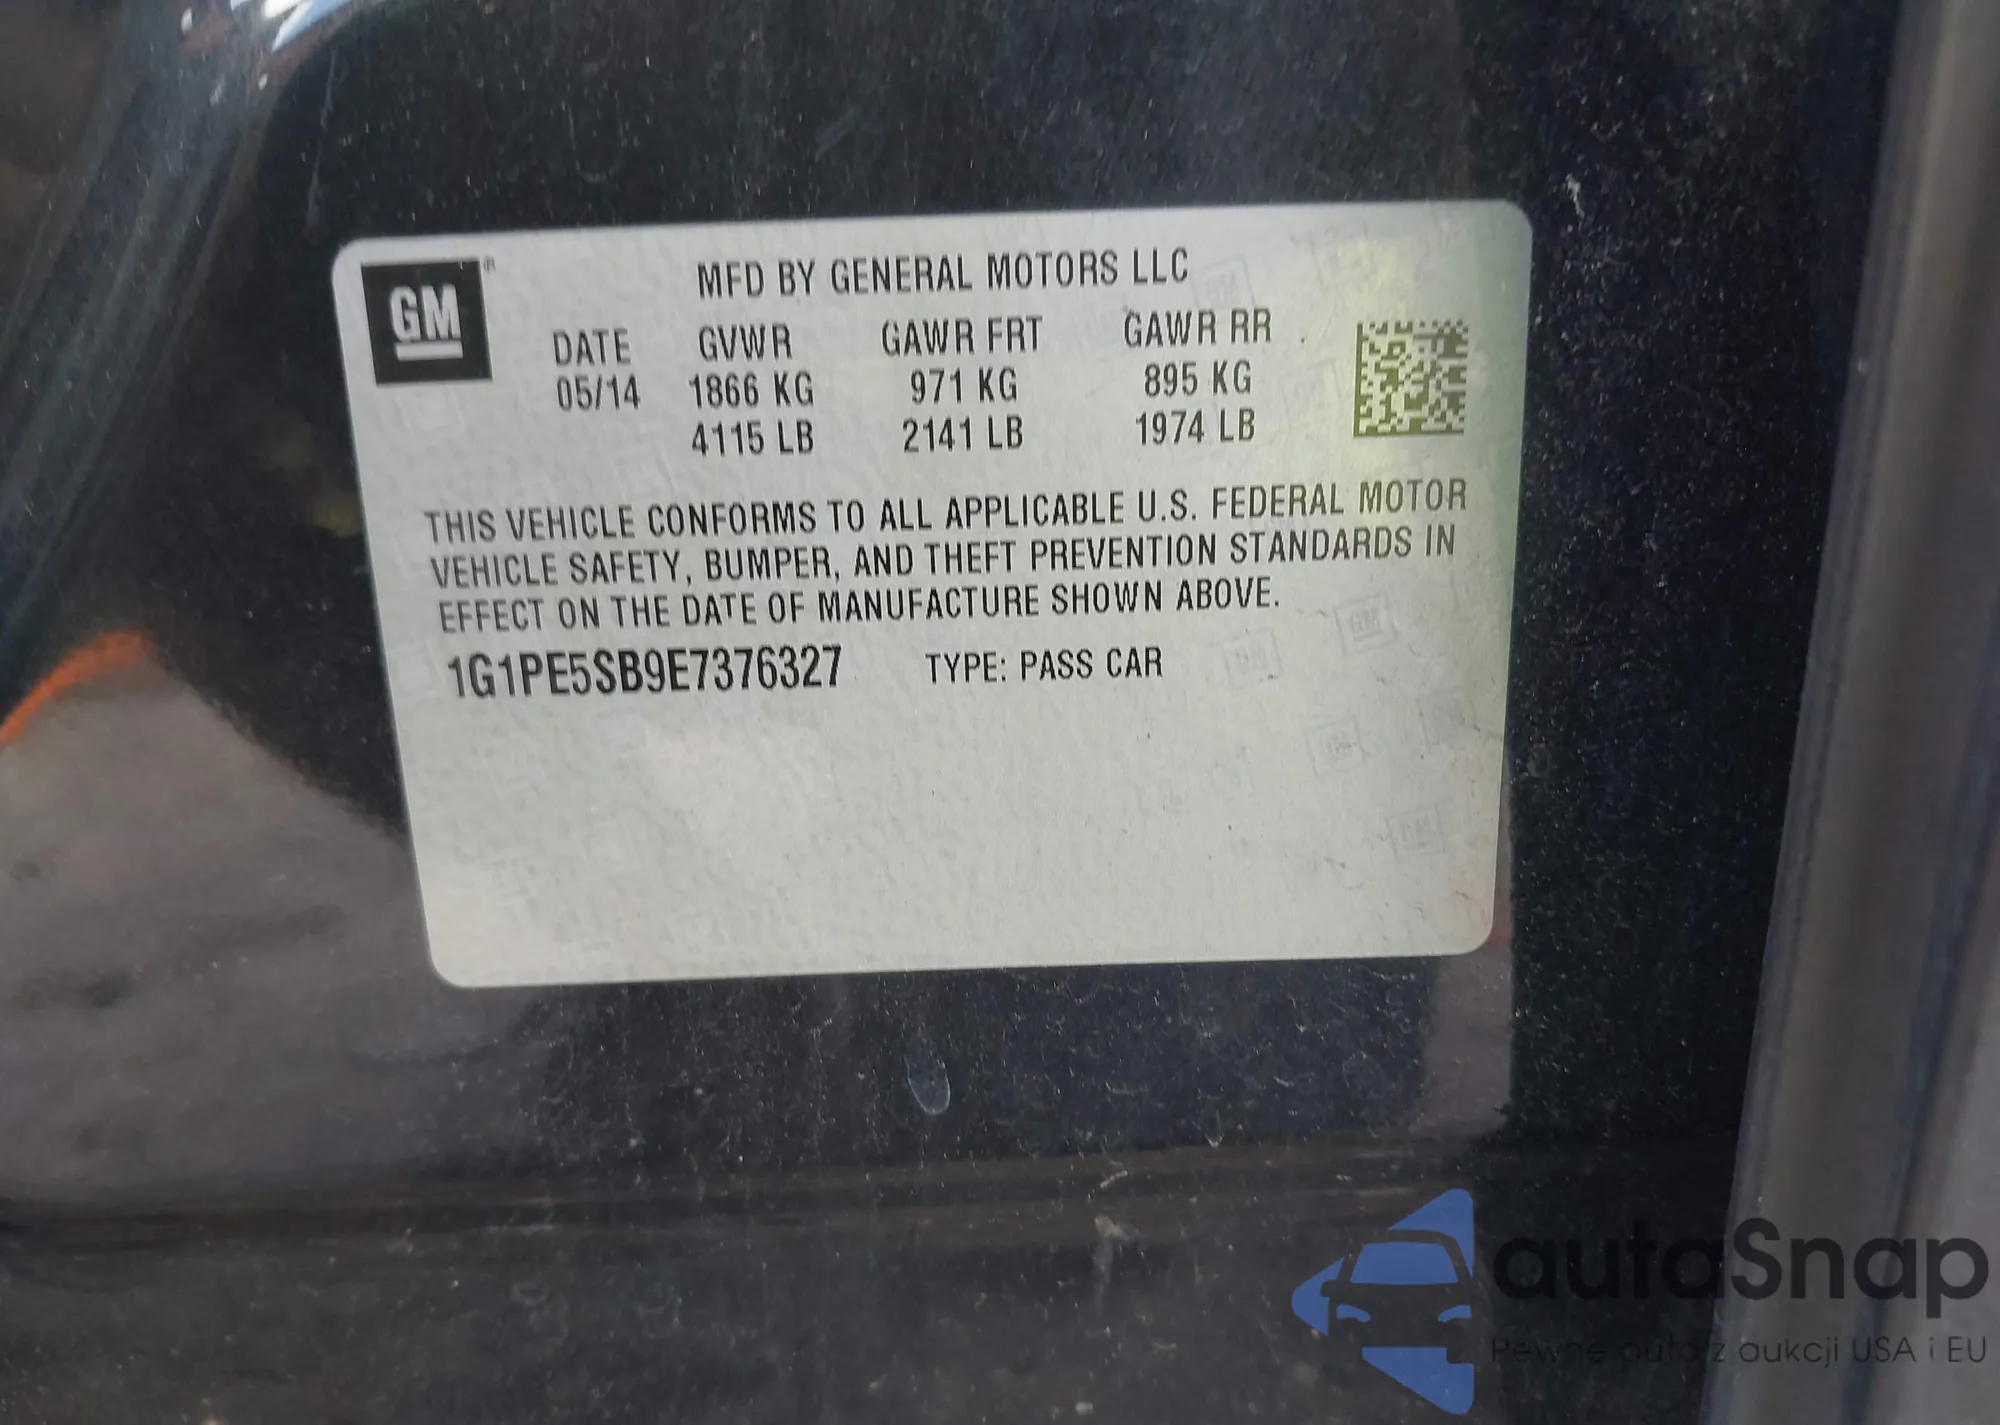 GM®
MFD BY GENERAL MOTORS LLC
DATE GVWR GAWR FRT GAWR RR
05/14 1866 KG 971 KG 895 KG
4115 LB 2141 LB 1974 LB
THIS VEHICLE CONFORMS TO ALL APPLICABLE U.S. FEDERAL MOTOR
VEHICLE SAFETY, BUMPER, AND THEFT PREVENTION STANDARDS IN
EFFECT ON THE DATE OF MANUFACTURE SHOWN ABOVE.
1G1PE5SB9E7376327 TYPE: PASS CAR
autaSnap
Pewne auta z aukcji USA i EU